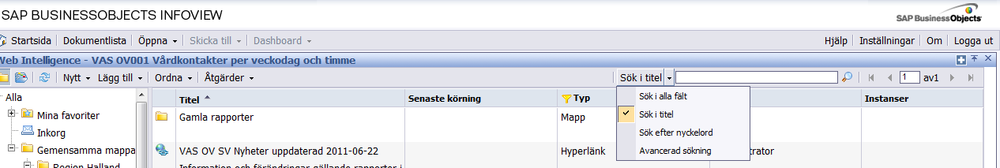 SAP BUSINESSOBJECTS INFOVIEW
SAP BusinessObjects
Startsida Dokumentlista Öppna Skicka till Dashboard Hjälp Inställningar Om Logga ut
Web Intelligence - VAS OV001 Vårdkontakter per veckodag och timme
Nytt Lägg till Ordna Åtgärder Sök i titel 1 av1
Alla
Mina favoriter
Inkorg
Gemensamma mappa
Region Halland
Titel Senaste körning Typ Instanser
Gamla rapporter Mapp
VAS OV SV Nyheter uppdaterad 2011-06-22 Hyperlänk trator
Information och förändringar gällande rapporter i
Sök i alla fält
Sök i titel
Sök efter nyckelord
Avancerad sökning